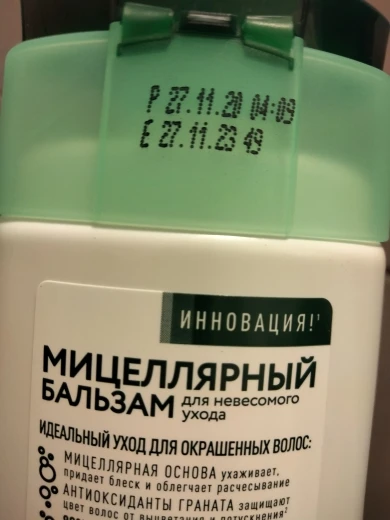 P 27.11.20 04:09
E 27.11.23 49
ИННОВАЦИЯ!¹
МИЦЕЛЛЯРНЫЙ
БАЛЬЗАМ для невесомого
ухода
ИДЕАЛЬНЫЙ УХОД ДЛЯ ОКРАШЕННЫХ ВОЛОС:
МИЦЕЛЛЯРНАЯ ОСНОВА ухаживает,
придает блеск и облегчает расчесывание
АНТИОКСИДАНТЫ ГРАНАТА защищают
цвет волос от выцветания и потускнения²